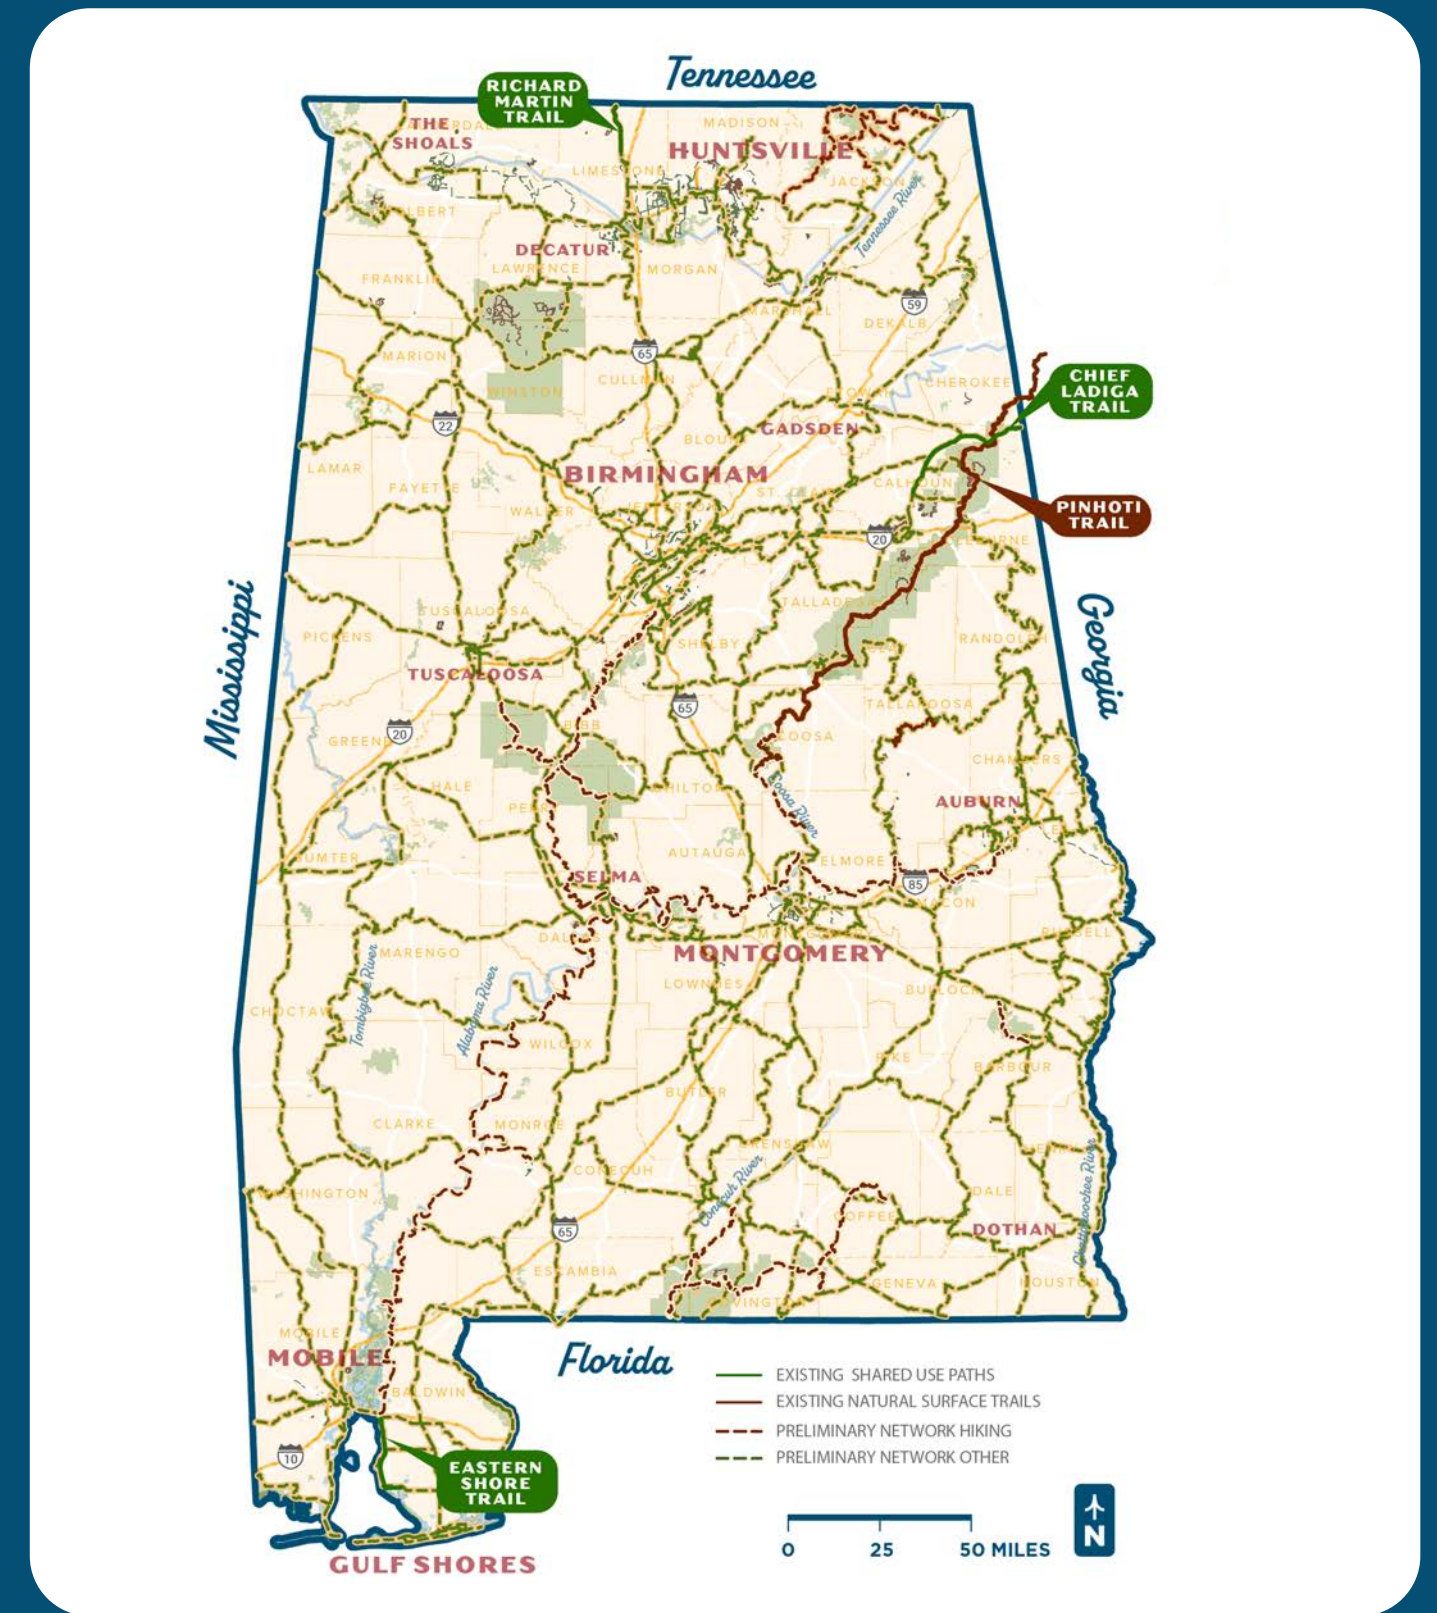 Tennessee
RICHARD
MARTIN
TRAIL
THE
SHOALS
MADISON
HUNTSVILLE
LIMESTONE
JACKSON
Tennessee River
DECATUR
LAWRENCE
MORGAN
FRANKLIN
MARSHALL
59
DEKALB
65
MARION
CULLMAN
WINSTON
CHEROKEE
CHIEF
LADIGA
TRAIL
22
GADSDEN
BIRMINGHAM
LAMAR
FAYETTE
WALKER
CALHOUN
PINHOTI
TRAIL
20
Mississippi
TUSCALOOSA
TALLADEGA
PICKENS
SHELBY
RANDOLPH
Georgia
TUSCALOOSA
65
TALLAPOOSA
20
GREENE
BIBB
COOSA
CHAMBERS
HALE
CHILTON
Coosa River
AUBURN
AUTAUGA
SUMTER
ELMORE
SELMA
85
MACON
DALLAS
RUSSELL
MARENGO
MONTGOMERY
Tombigbee River
Alabama River
LOWNDES
BULLOCK
CHOCTAW
WILCOX
PIKE
BARBOUR
BUTLER
CLARKE
MONROE
CRENSHAW
CONECUH
Conecuh River
Chattahoochee River
WASHINGTON
DALE
COFFEE
DOTHAN
65
ESCAMBIA
GENEVA
HOUSTON
COVINGTON
MOBILE
MOBILE
Florida
BALDWIN
10
EASTERN
SHORE
TRAIL
GULF SHORES
EXISTING SHARED USE PATHS
EXISTING NATURAL SURFACE TRAILS
PRELIMINARY NETWORK HIKING
PRELIMINARY NETWORK OTHER
0 25 50 MILES
N